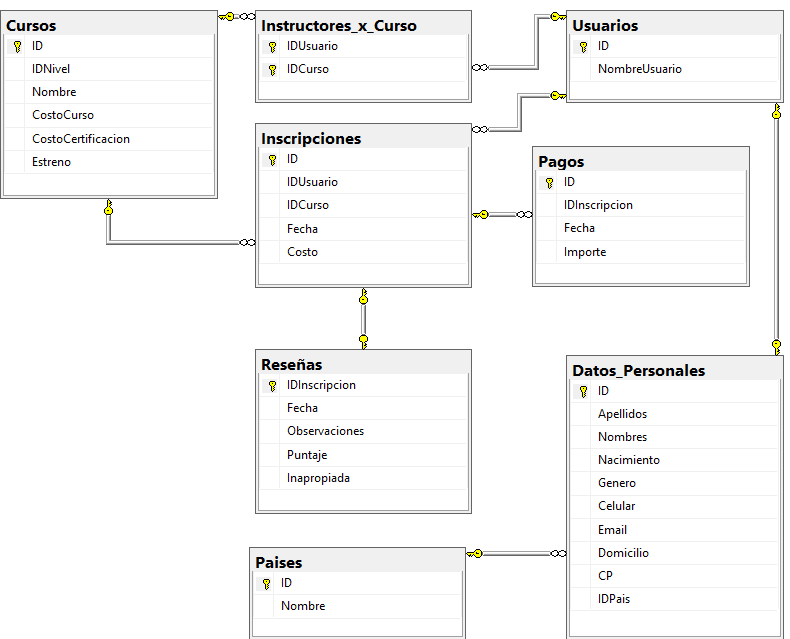 Cursos
ID
IDNivel
Nombre
CostoCurso
CostoCertificacion
Estreno
Instructores_x_Curso
IDUsuario
IDCurso
Usuarios
ID
NombreUsuario
Inscripciones
ID
IDUsuario
IDCurso
Fecha
Costo
Pagos
ID
IDInscripcion
Fecha
Importe
Reseñas
IDInscripcion
Fecha
Observaciones
Puntaje
Inapropiada
Datos_Personales
ID
Apellidos
Nombres
Nacimiento
Genero
Celular
Email
Domicilio
CP
IDPais
Paises
ID
Nombre